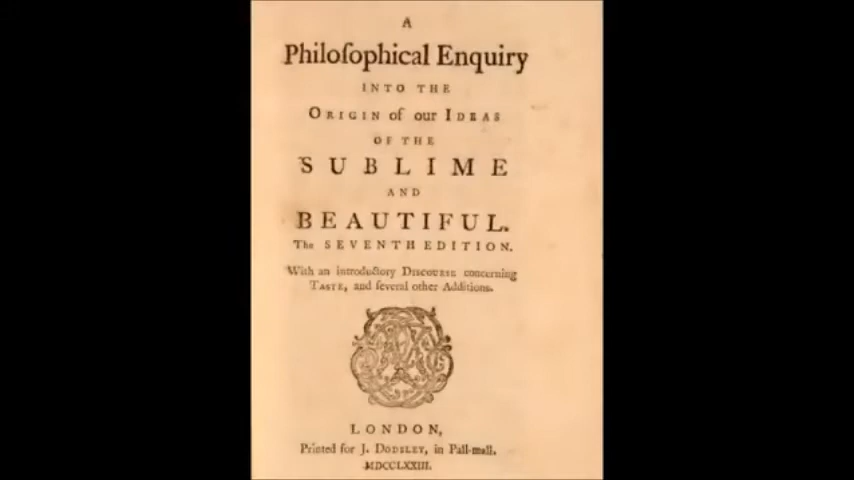 A
Philoſophical Enquiry
INTO THE
ORIGIN of our IDEAS
OF THE
SUBLIME
AND
BEAUTIFUL.
The SEVENTH EDITION.
With an introductory DISCOURSE concerning
TASTE, and ſeveral other Additions.
LONDON,
Printed for J. DODSLEY, in Pall-mall.
MDCCLXXIII.